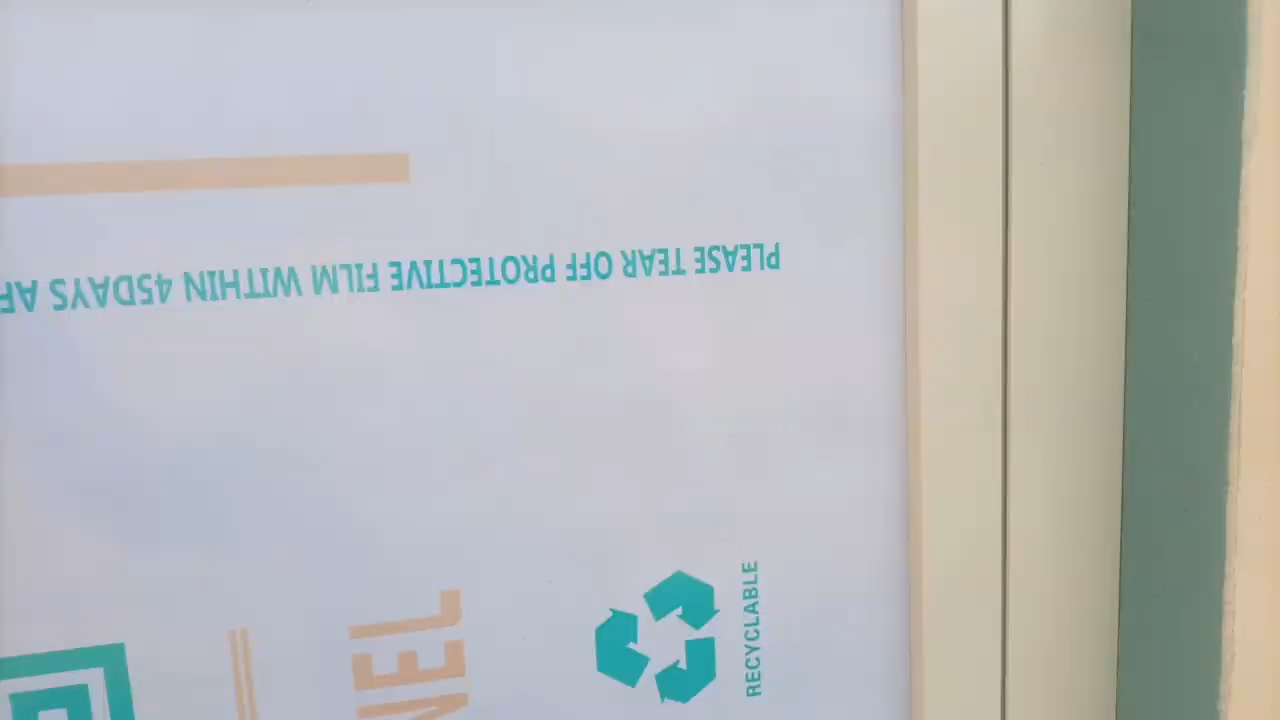 PLEASE TEAR OFF PROTECTIVE FILM WITHIN 45DAYS AF
NEL
RECYCLABLE